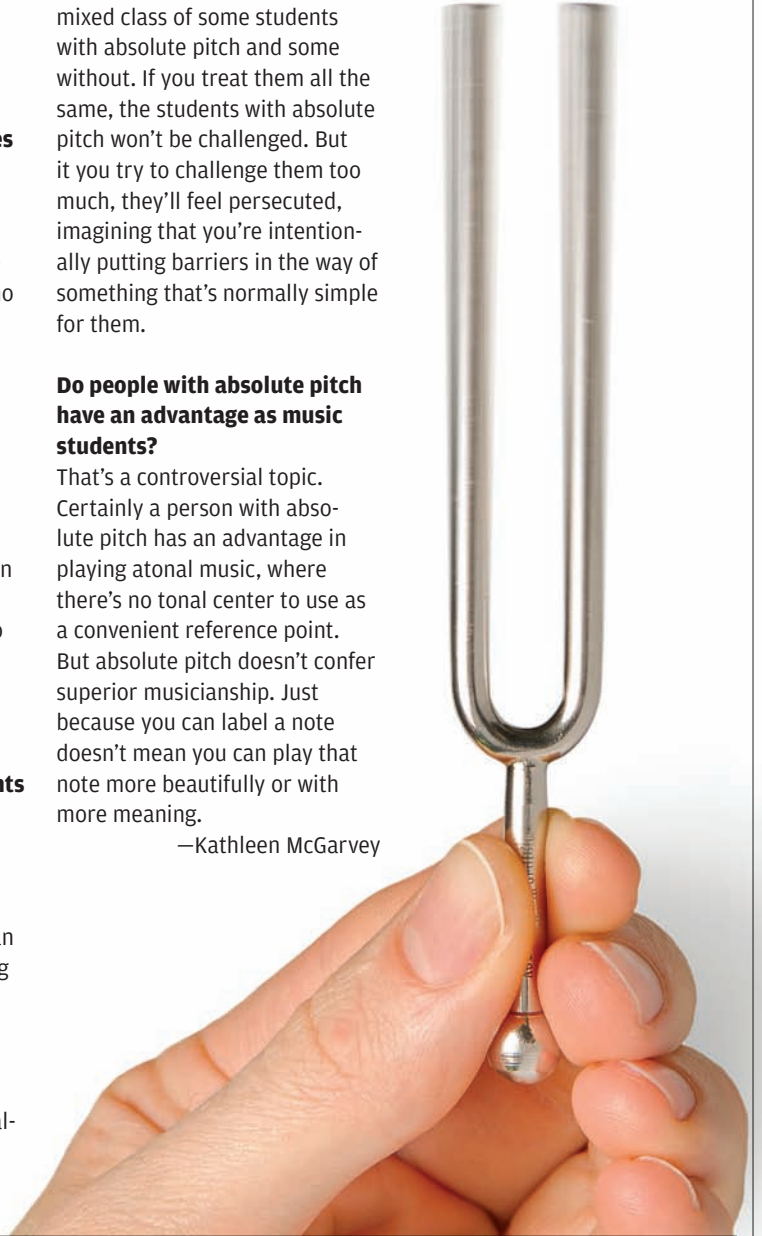 mixed class of some students
with absolute pitch and some
without. If you treat them all the
same, the students with absolute
pitch won’t be challenged. But
it you try to challenge them too
much, they’ll feel persecuted,
imagining that you’re intention-
ally putting barriers in the way of
something that’s normally simple
for them.
Do people with absolute pitch
have an advantage as music
students?
That’s a controversial topic.
Certainly a person with abso-
lute pitch has an advantage in
playing atonal music, where
there’s no tonal center to use as
a convenient reference point.
But absolute pitch doesn’t confer
superior musicianship. Just
because you can label a note
doesn’t mean you can play that
note more beautifully or with
more meaning.
—Kathleen McGarvey